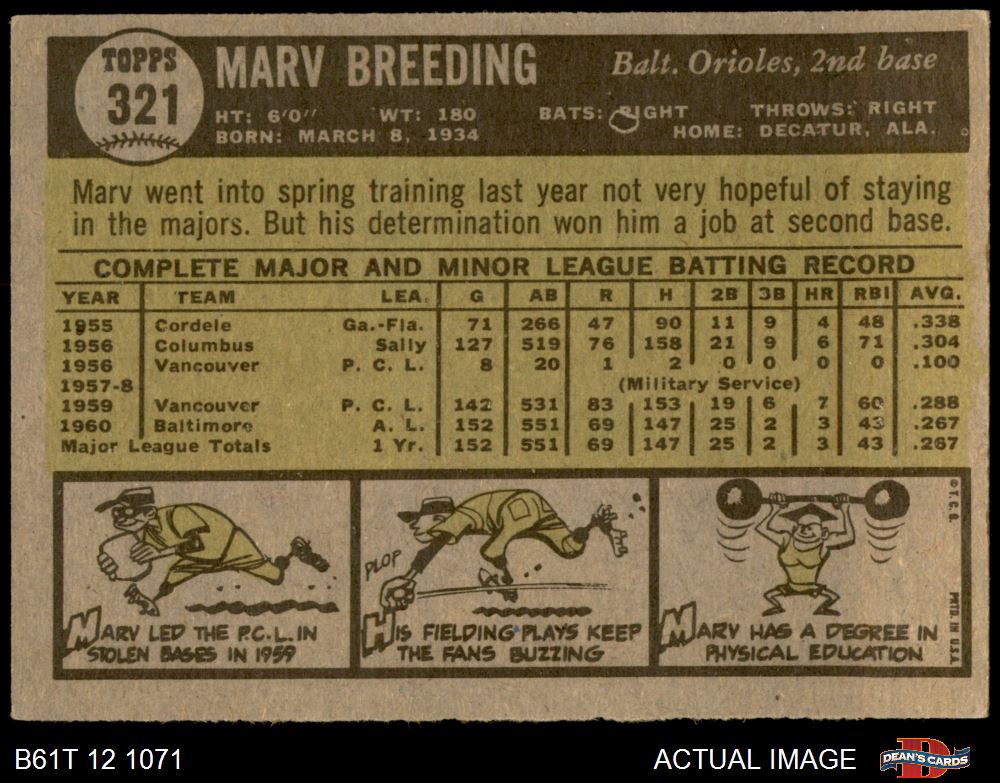 TOPPS
321
MARV BREEDING
Balt. Orioles, 2nd base
HT: 6'0" WT: 180 BATS: RIGHT THROWS: RIGHT
BORN: MARCH 8, 1934 HOME: DECATUR, ALA.
Marv went into spring training last year not very hopeful of staying
in the majors. But his determination won him a job at second base.
COMPLETE MAJOR AND MINOR LEAGUE BATTING RECORD
YEAR TEAM LEA. G AB R H 2B 3B HR RBI AVG.
1955 Cordele Ga.-Fla. 71 266 47 90 11 9 4 48 .338
1956 Columbus Sally 127 519 76 158 21 9 6 71 .304
1956 Vancouver P. C. L. 8 20 1 2 0 0 0 0 .100
1957-8 (Military Service)
1959 Vancouver P. C. L. 142 531 83 153 19 6 7 60 .288
1960 Baltimore A. L. 152 551 69 147 25 2 3 43 .267
Major League Totals 1 Yr. 152 551 69 147 25 2 3 43 .267
MARV LED THE P.C.L. IN
STOLEN BASES IN 1959
PLOP
HIS FIELDING PLAYS KEEP
THE FANS BUZZING
MARV HAS A DEGREE IN
PHYSICAL EDUCATION
© T. C. G.
PRTD. IN U.S.A.
B61T 12 1071
ACTUAL IMAGE
DEAN'S CARDS